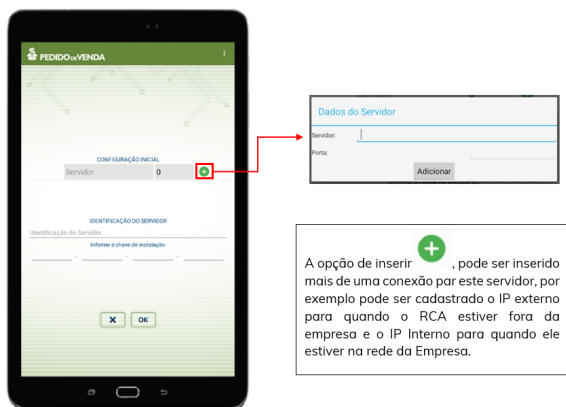 PEDIDO DE VENDA
CONFIGURAÇÃO INICIAL
Servidor 0
IDENTIFICAÇÃO DO SERVIDOR
Identificação do Servidor
Informe a chave de instalação:
- - -
X OK
Dados do Servidor
Servidor:
Porta:
Adicionar
A opção de inserir , pode ser inserido
mais de uma conexão par este servidor, por
exemplo pode ser cadastrado o IP externo
para quando o RCA estiver fora da
empresa e o IP Interno para quando ele
estiver na rede da Empresa.